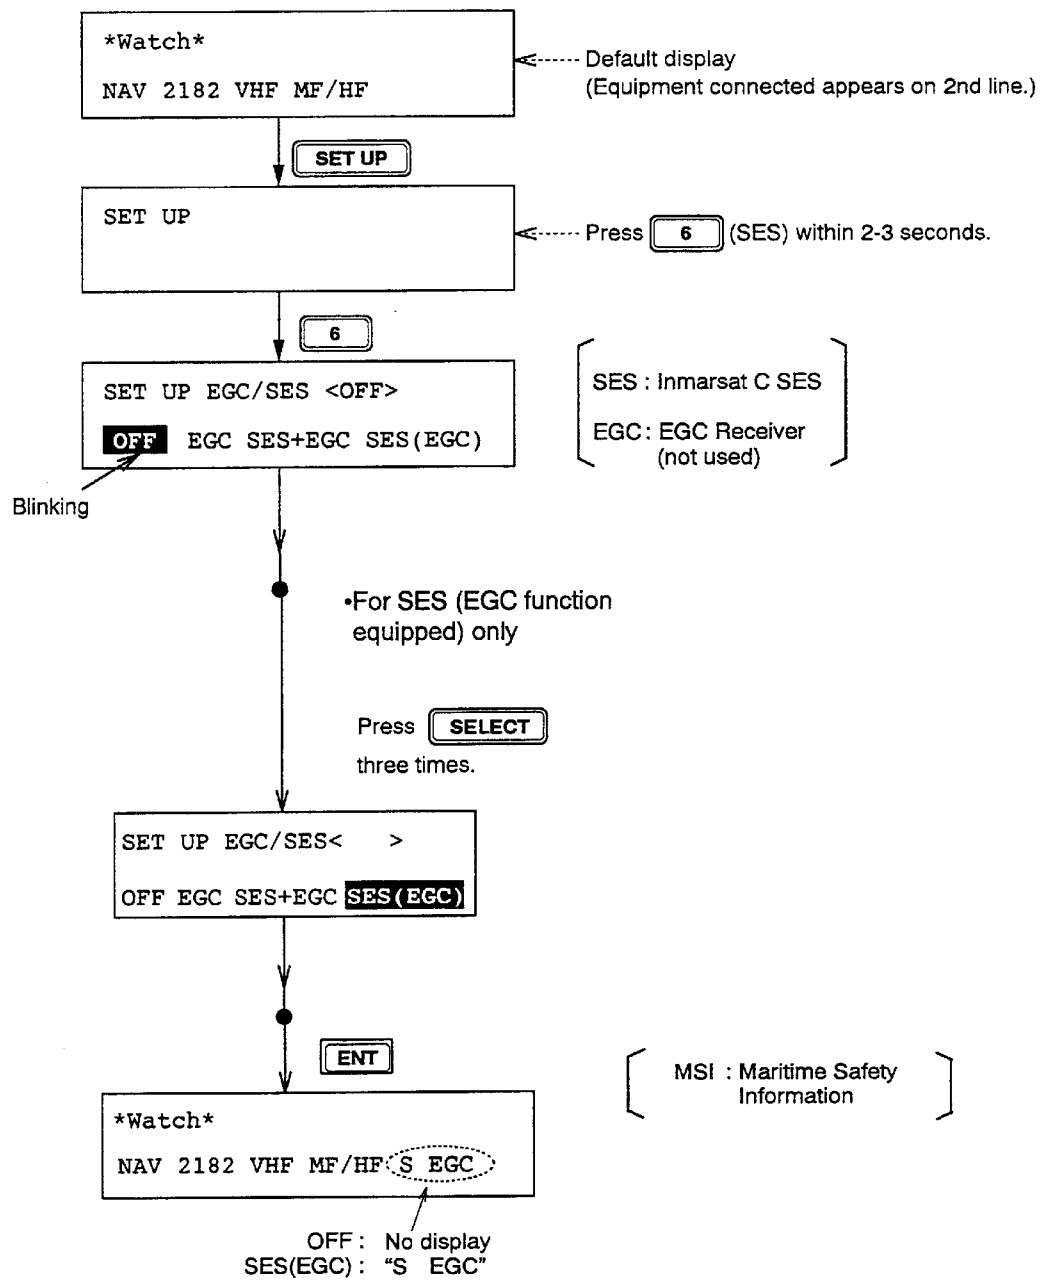 *Watch*
NAV 2182 VHF MF/HF
Default display
(Equipment connected appears on 2nd line.)
SET UP
SET UP
Press 6 (SES) within 2-3 seconds.
6
SET UP EGC/SES <OFF>
OFF EGC SES+EGC SES(EGC)
SES : Inmarsat C SES
EGC : EGC Receiver
(not used)
Blinking
•For SES (EGC function
equipped) only
Press SELECT
three times.
SET UP EGC/SES< >
OFF EGC SES+EGC SES(EGC)
ENT
MSI : Maritime Safety
Information
*Watch*
NAV 2182 VHF MF/HF S EGC
OFF : No display
SES(EGC) : “S EGC”